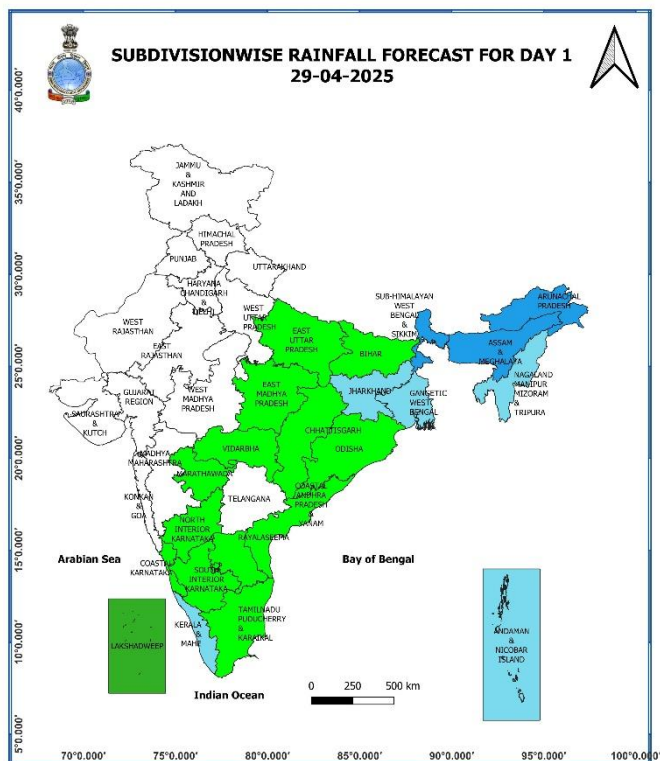 SUBDIVISIONWISE RAINFALL FORECAST FOR DAY 1
29-04-2025
40°0.000'
35°0.000'
30°0.000'
25°0.000'
20°0.000'
15°0.000'
10°0.000'
5°0.000'
JAMMU
&
KASHMIR
AND
LADAKH
HIMACHAL
PRADESH
PUNJAB
UTTARAKHAND
HARYANA
CHANDIGARH
&
DELHI
WEST
UTTAR
PRADESH
WEST
RAJASTHAN
EAST
RAJASTHAN
EAST
UTTAR
PRADESH
BIHAR
SUB-HIMALAYAN
WEST
BENGAL
&
SIKKIM
ARUNACHAL
PRADESH
ASSAM
&
MEGHALAYA
NAGALAND
MANIPUR
MIZORAM
&
TRIPURA
GUJARAT
REGION
SAURASHTRA
&
KUTCH
WEST
MADHYA
PRADESH
EAST
MADHYA
PRADESH
JHARKHAND
GANGETIC
WEST
BENGAL
CHHATTISGARH
ODISHA
VIDARBHA
MADHYA
MAHARASHTRA
MARATHAWADA
KONKAN
&
GOA
TELANGANA
COASTAL
ANDHRA
PRADESH
&
YANAM
NORTH
INTERIOR
KARNATAKA
RAYALASEEMA
COASTAL
KARNATAKA
SOUTH
INTERIOR
KARNATAKA
TAMILNADU
PUDUCHERRY
&
KARAIKAL
KERALA
&
MAHE
LAKSHADWEEP
ANDAMAN
&
NICOBAR
ISLAND
Arabian Sea
Bay of Bengal
Indian Ocean
0 250 500 km
70°0.000' 75°0.000' 80°0.000' 85°0.000' 90°0.000' 95°0.000' 100°0.000'